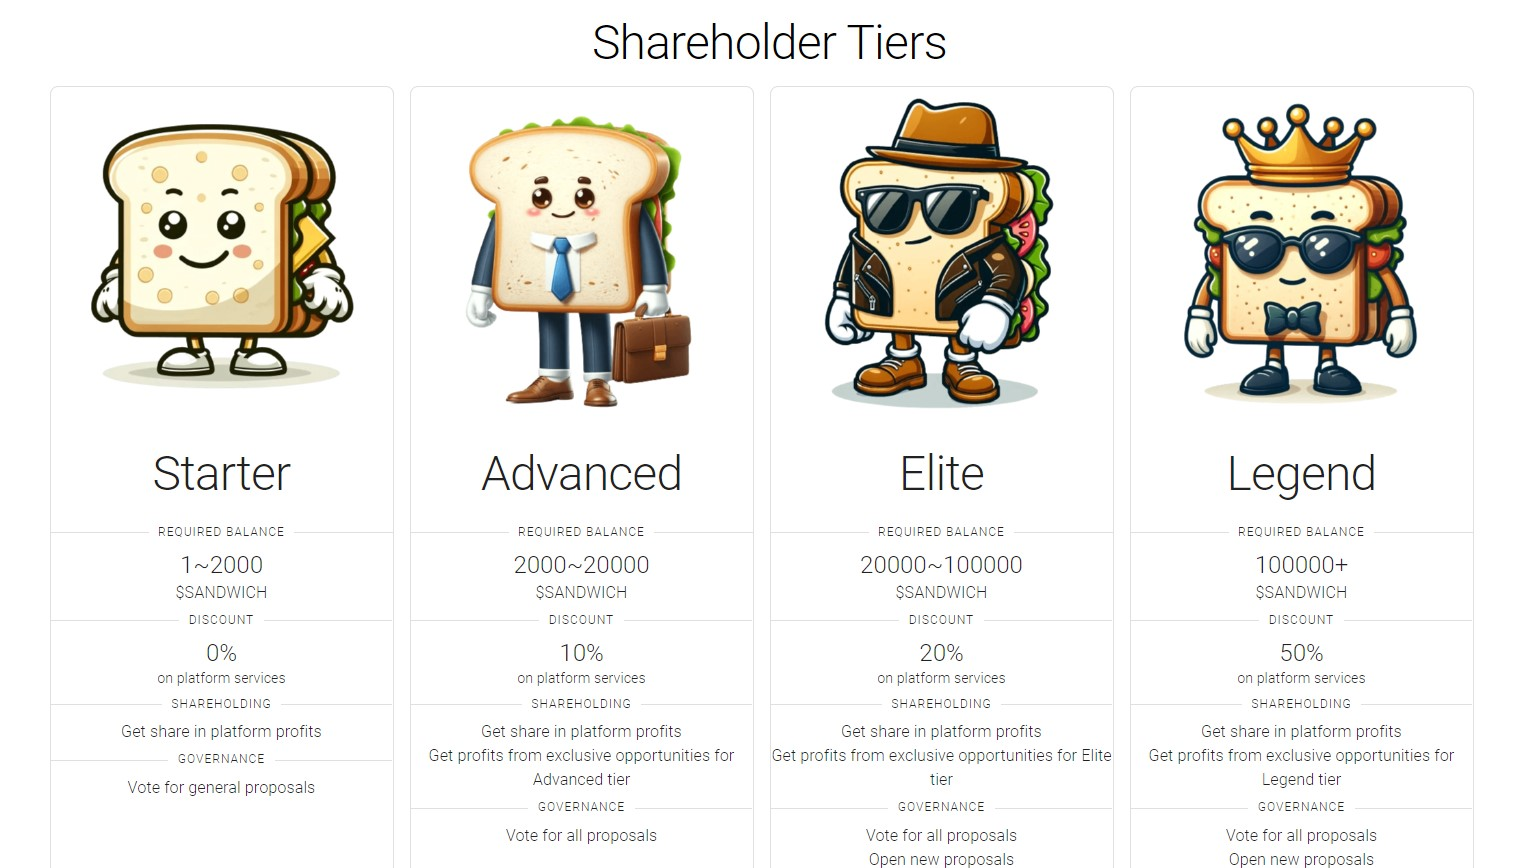 Shareholder Tiers
Starter
REQUIRED BALANCE
1~2000
$SANDWICH
DISCOUNT
0%
on platform services
SHAREHOLDING
Get share in platform profits
GOVERNANCE
Vote for general proposals
Advanced
REQUIRED BALANCE
2000~20000
$SANDWICH
DISCOUNT
10%
on platform services
SHAREHOLDING
Get share in platform profits
Get profits from exclusive opportunities for
Advanced tier
GOVERNANCE
Vote for all proposals
Elite
REQUIRED BALANCE
20000~100000
$SANDWICH
DISCOUNT
20%
on platform services
SHAREHOLDING
Get share in platform profits
Get profits from exclusive opportunities for Elite
tier
GOVERNANCE
Vote for all proposals
Open new proposals
Legend
REQUIRED BALANCE
100000+
$SANDWICH
DISCOUNT
50%
on platform services
SHAREHOLDING
Get share in platform profits
Get profits from exclusive opportunities for
Legend tier
GOVERNANCE
Vote for all proposals
Open new proposals